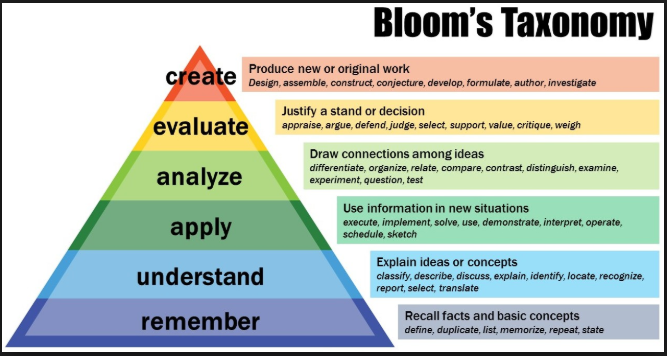 Bloom's Taxonomy
create
Produce new or original work
Design, assemble, construct, conjecture, develop, formulate, author, investigate
evaluate
Justify a stand or decision
appraise, argue, defend, judge, select, support, value, critique, weigh
analyze
Draw connections among ideas
differentiate, organize, relate, compare, contrast, distinguish, examine,
experiment, question, test
apply
Use information in new situations
execute, implement, solve, use, demonstrate, interpret, operate,
schedule, sketch
understand
Explain ideas or concepts
classify, describe, discuss, explain, identify, locate, recognize,
report, select, translate
remember
Recall facts and basic concepts
define, duplicate, list, memorize, repeat, state